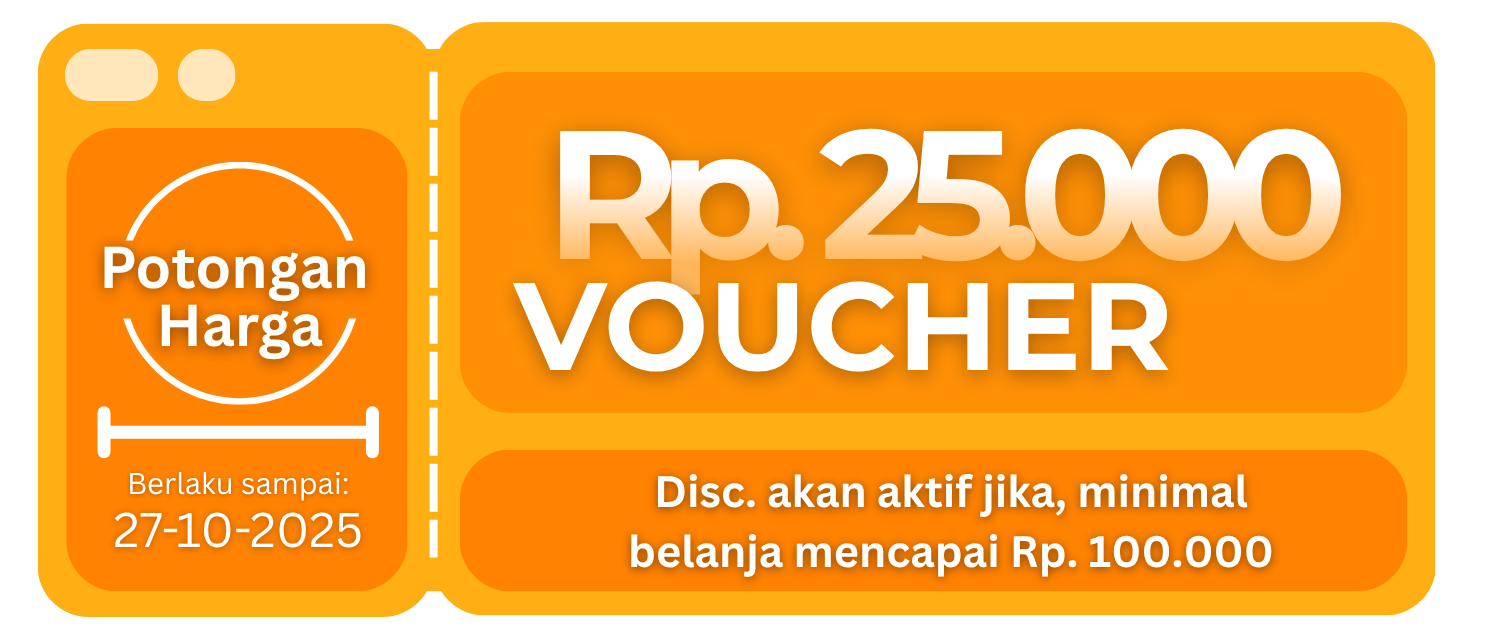 Potongan
Harga
Berlaku sampai:
27-10-2025
Rp. 25.000
VOUCHER
Disc. akan aktif jika, minimal
belanja mencapai Rp. 100.000